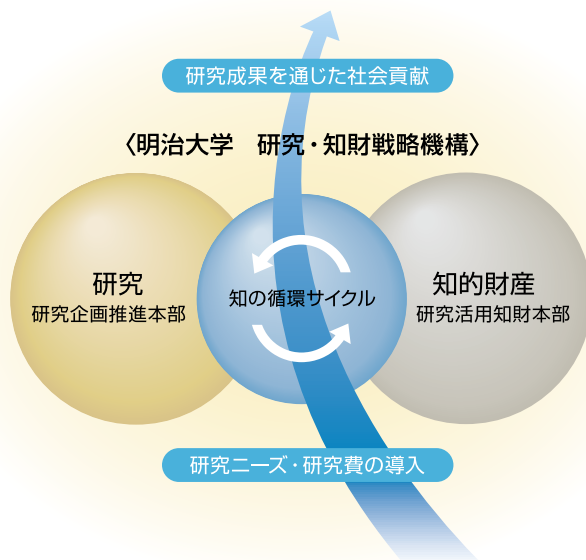 研究成果を通じた社会貢献
〈明治大学　研究・知財戦略機構〉
研究
研究企画推進本部
知の循環サイクル
知的財産
研究活用知財本部
研究ニーズ・研究費の導入